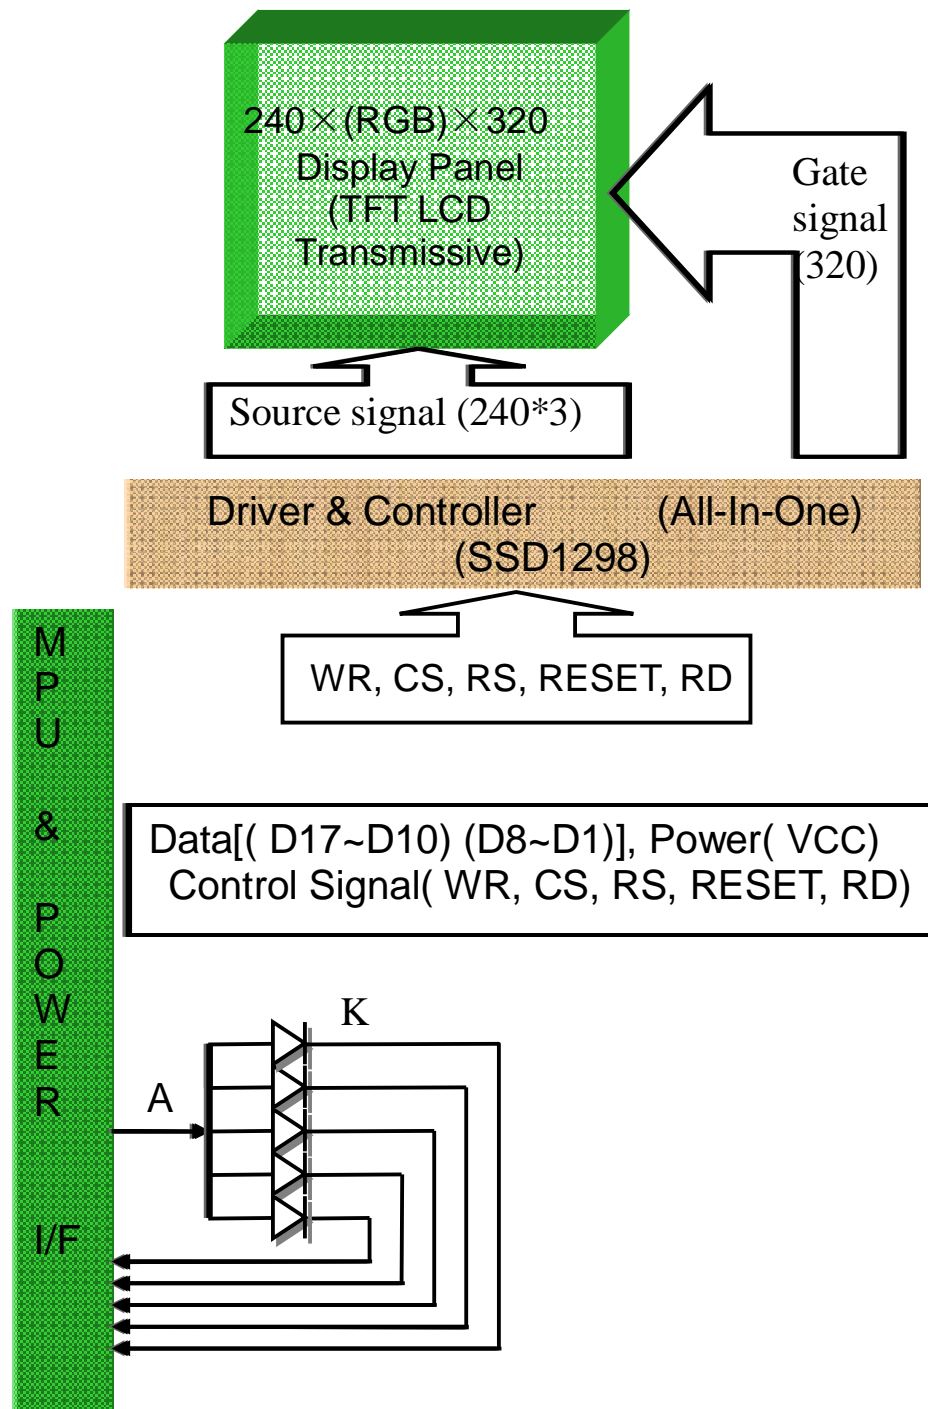 240×(RGB)×320
Display Panel
(TFT LCD
Transmissive)
Gate
signal
(320)
Source signal (240*3)
Driver & Controller (All-In-One)
(SSD1298)
WR, CS, RS, RESET, RD
MPU & POWER I/F
Data[( D17~D10) (D8~D1)], Power( VCC)
Control Signal( WR, CS, RS, RESET, RD)
K
A